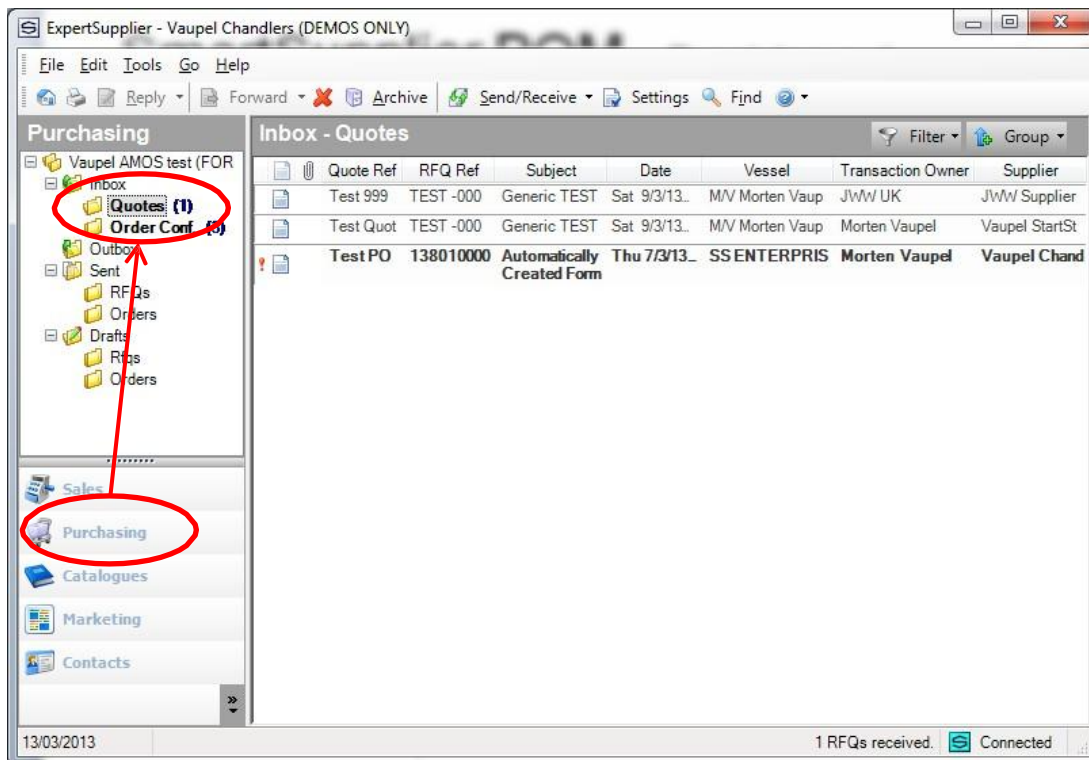 ExpertSupplier - Vaupel Chandlers (DEMOS ONLY)
File Edit Tools Go Help
Reply Forward Archive Send/Receive Settings Find
Purchasing
Inbox - Quotes
Filter Group
Vaupel AMOS test (FOR
Inbox
Quotes (1)
Order Conf
Outbox
Sent
RFQs
Orders
Drafts
Rfqs
Orders
Quote Ref RFQ Ref Subject Date Vessel Transaction Owner Supplier
Test 999 TEST -000 Generic TEST Sat 9/3/13... M/V Morten Vaup JWW UK JWW Supplier
Test Quot TEST -000 Generic TEST Sat 9/3/13... M/V Morten Vaup Morten Vaupel Vaupel StartSt
Test PO 138010000 Automatically Thu 7/3/13... SS ENTERPRIS Morten Vaupel Vaupel Chand
Created Form
Sales
Purchasing
Catalogues
Marketing
Contacts
13/03/2013
1 RFQs received. Connected